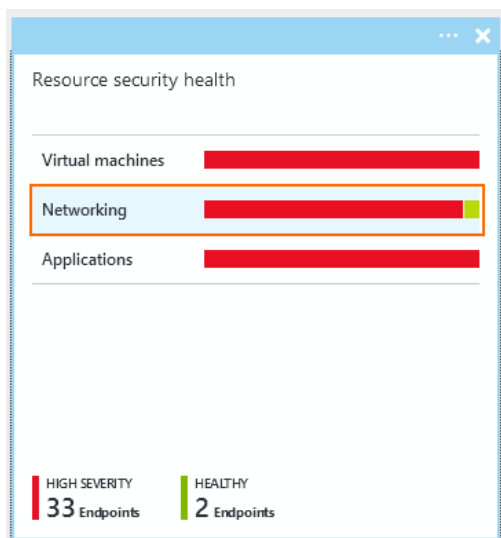 Resource security health
Virtual machines
Networking
Applications
HIGH SEVERITY
33 Endpoints
HEALTHY
2 Endpoints